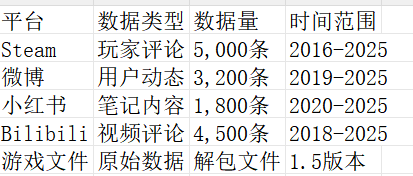 平台 数据类型 数据量 时间范围
Steam 玩家评论 5,000条 2016-2025
微博 用户动态 3,200条 2019-2025
小红书 笔记内容 1,800条 2020-2025
Bilibili 视频评论 4,500条 2018-2025
游戏文件 原始数据 解包文件 1.5版本